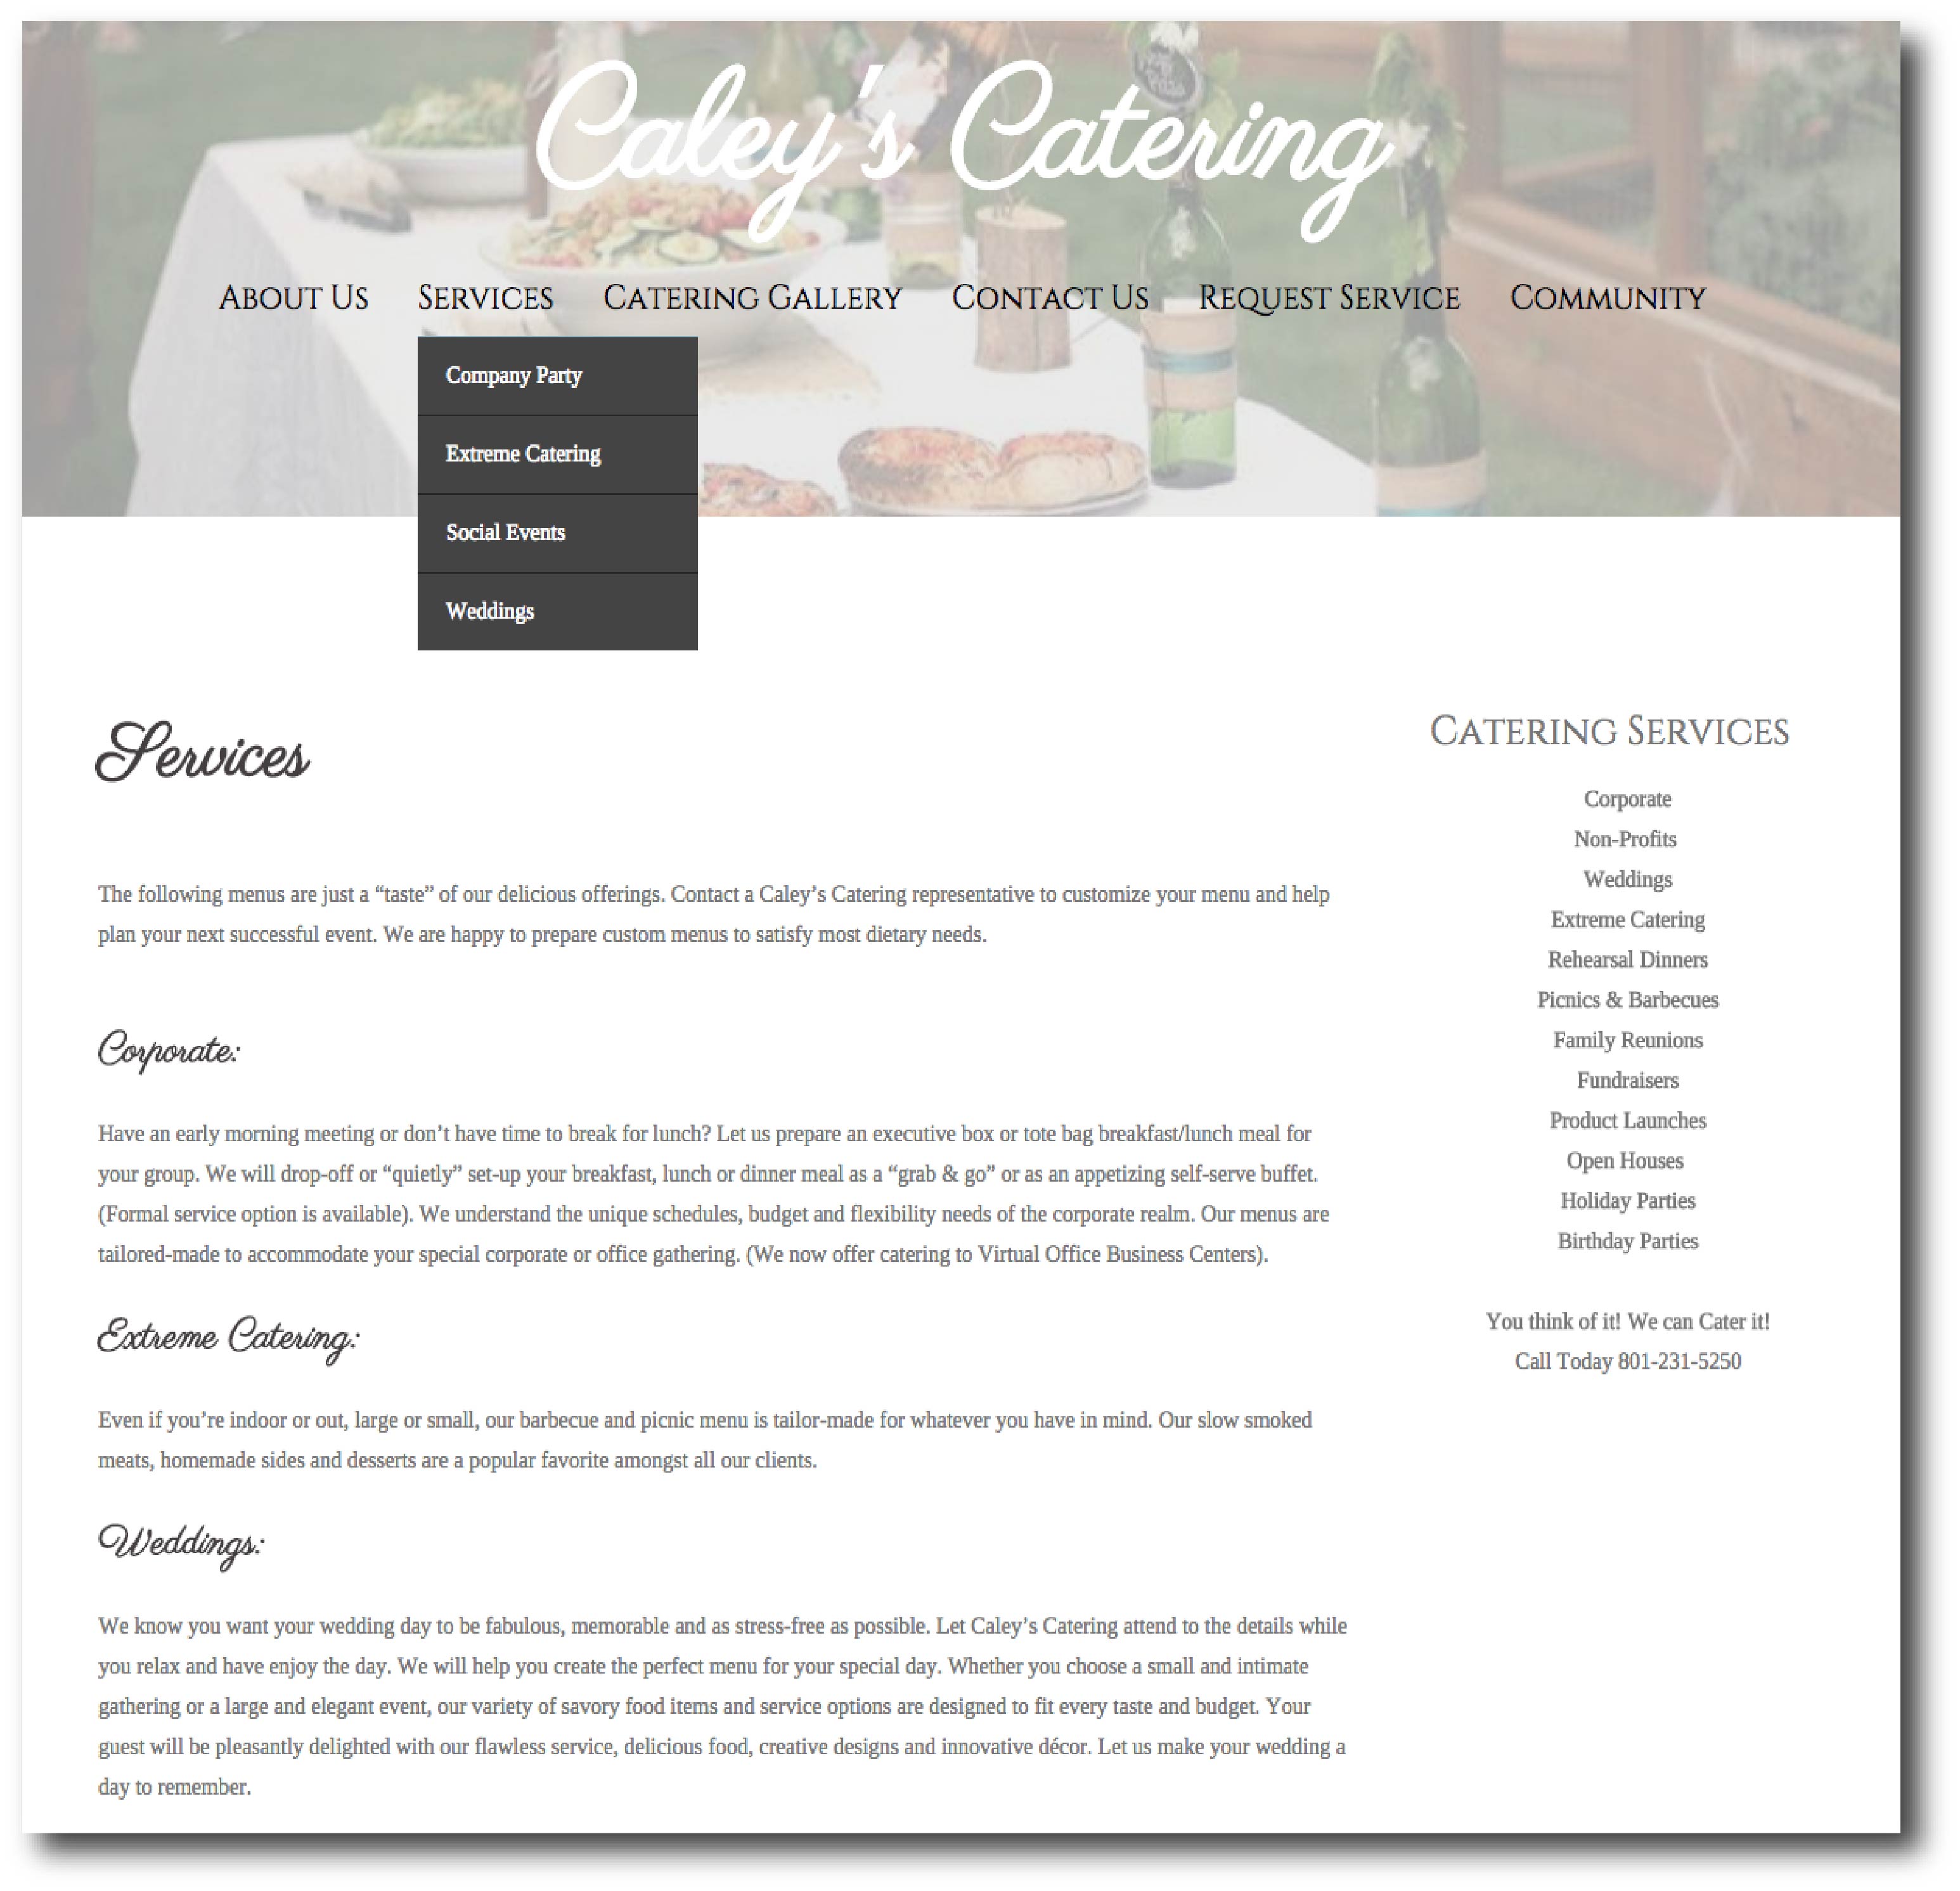 Caley's Catering
About Us Services Catering Gallery Contact Us Request Service Community
Company Party
Extreme Catering
Social Events
Weddings
Services
The following menus are just a “taste” of our delicious offerings. Contact a Caley’s Catering representative to customize your menu and help
plan your next successful event. We are happy to prepare custom menus to satisfy most dietary needs.
Corporate:
Have an early morning meeting or don’t have time to break for lunch? Let us prepare an executive box or tote bag breakfast/lunch meal for
your group. We will drop-off or “quietly” set-up your breakfast, lunch or dinner meal as a “grab & go” or as an appetizing self-serve buffet.
(Formal service option is available). We understand the unique schedules, budget and flexibility needs of the corporate realm. Our menus are
tailored-made to accommodate your special corporate or office gathering. (We now offer catering to Virtual Office Business Centers).
Extreme Catering:
Even if you’re indoor or out, large or small, our barbecue and picnic menu is tailor-made for whatever you have in mind. Our slow smoked
meats, homemade sides and desserts are a popular favorite amongst all our clients.
Weddings:
We know you want your wedding day to be fabulous, memorable and as stress-free as possible. Let Caley’s Catering attend to the details while
you relax and have enjoy the day. We will help you create the perfect menu for your special day. Whether you choose a small and intimate
gathering or a large and elegant event, our variety of savory food items and service options are designed to fit every taste and budget. Your
guest will be pleasantly delighted with our flawless service, delicious food, creative designs and innovative décor. Let us make your wedding a
day to remember.
Catering Services
Corporate
Non-Profits
Weddings
Extreme Catering
Rehearsal Dinners
Picnics & Barbecues
Family Reunions
Fundraisers
Product Launches
Open Houses
Holiday Parties
Birthday Parties
You think of it! We can Cater it!
Call Today 801-231-5250